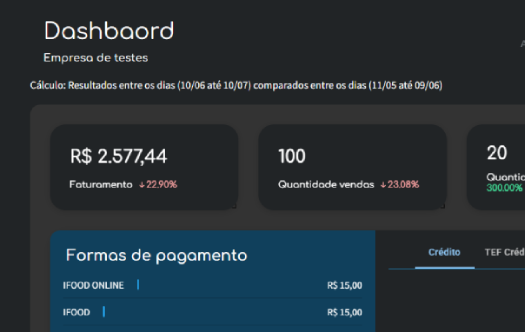 Dashbaord
Empresa de testes
Cálculo: Resultados entre os dias (10/06 até 10/07) comparados entre os dias (11/05 até 09/06)
R$ 2.577,44
Faturamento ↓22.90%
100
Quantidade vendas ↓23.08%
20
Quantid
300.00%
Formas de pagamento
IFOOD ONLINE R$ 15,00
IFOOD R$ 15,00
Crédito TEF Créd